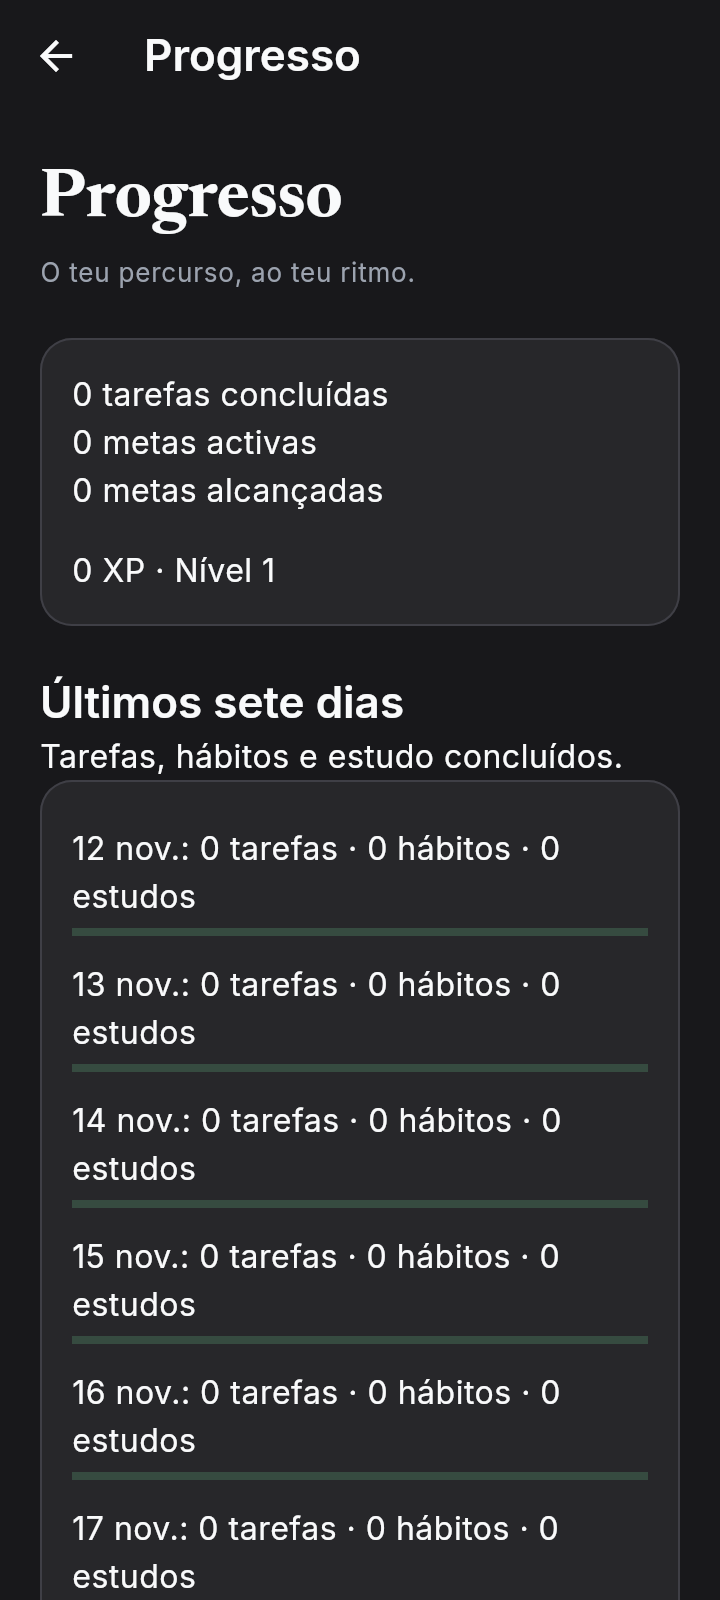 Progresso
Progresso
O teu percurso, ao teu ritmo.
0 tarefas concluídas
0 metas activas
0 metas alcançadas
0 XP · Nível 1
Últimos sete dias
Tarefas, hábitos e estudo concluídos.
12 nov.: 0 tarefas · 0 hábitos · 0
estudos
13 nov.: 0 tarefas · 0 hábitos · 0
estudos
14 nov.: 0 tarefas · 0 hábitos · 0
estudos
15 nov.: 0 tarefas · 0 hábitos · 0
estudos
16 nov.: 0 tarefas · 0 hábitos · 0
estudos
17 nov.: 0 tarefas · 0 hábitos · 0
estudos